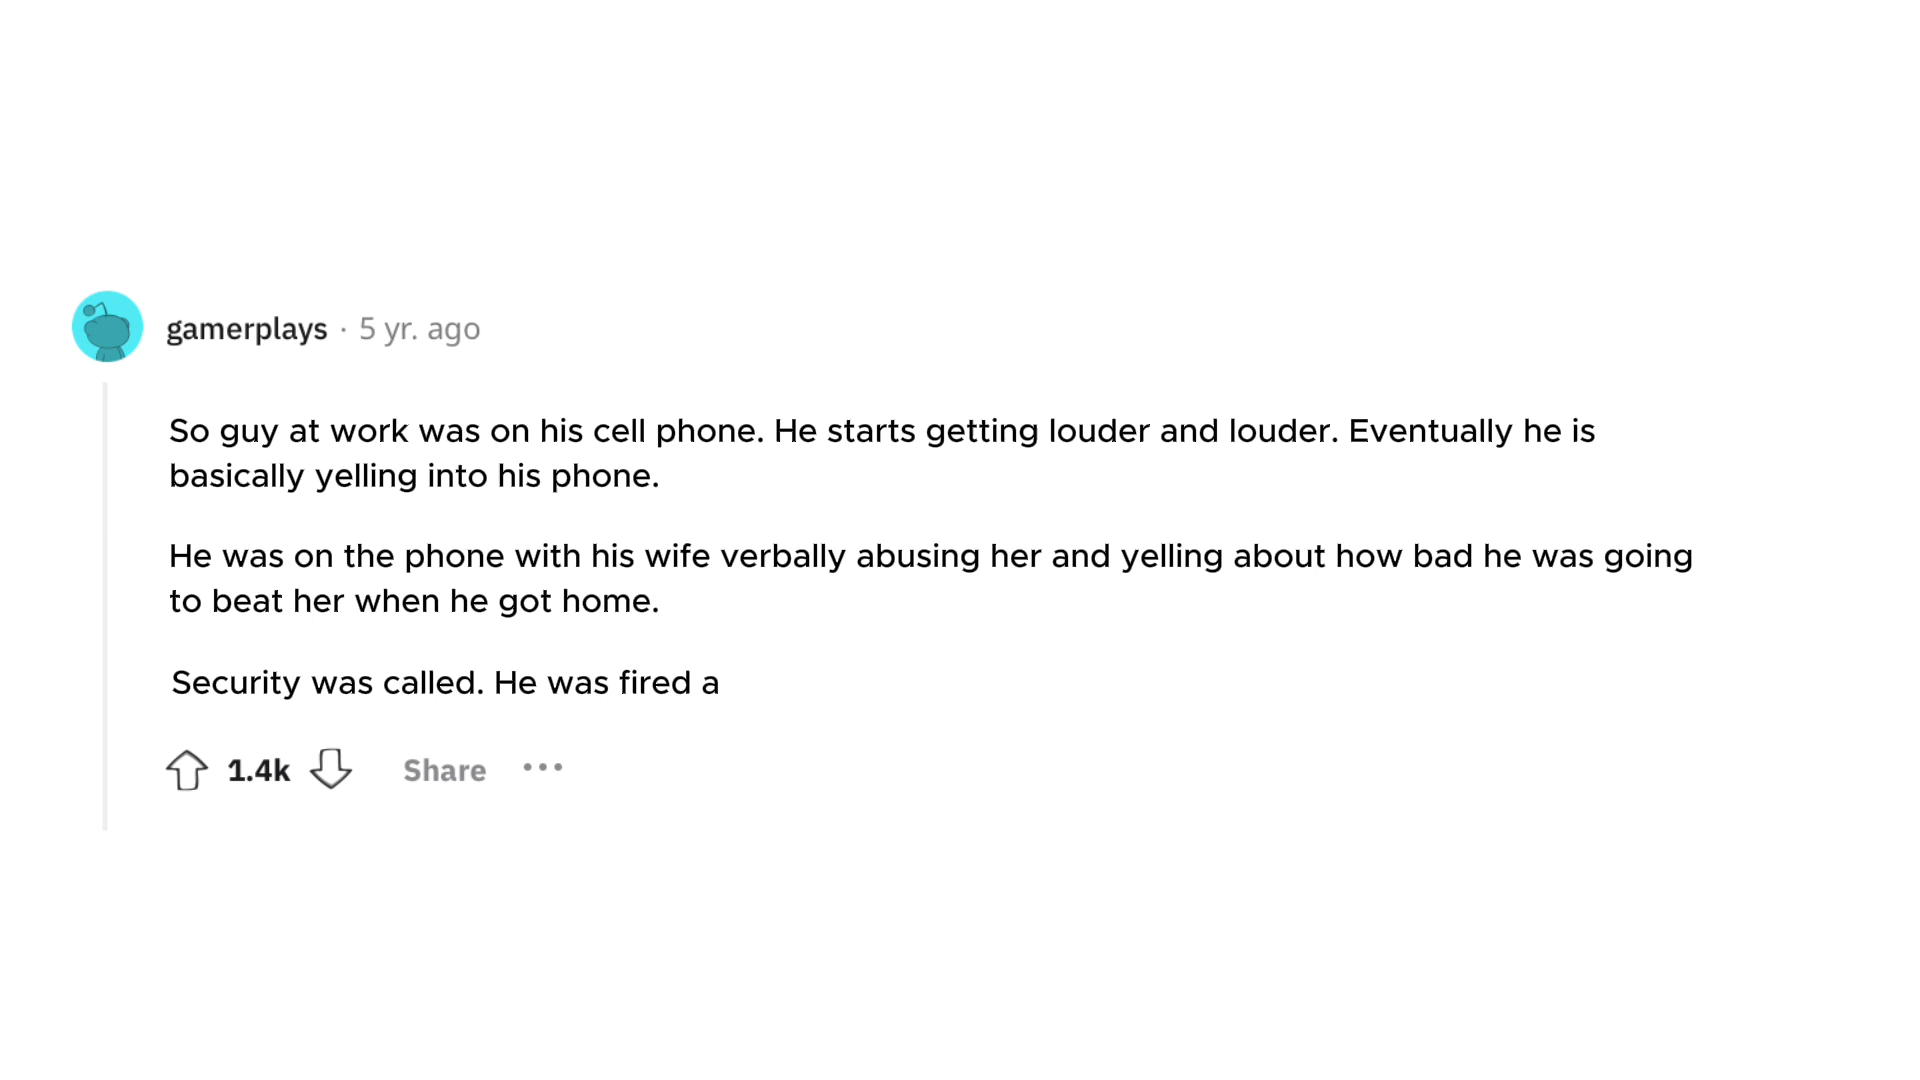 gamerplays · 5 yr. ago
So guy at work was on his cell phone. He starts getting louder and louder. Eventually he is
basically yelling into his phone.
He was on the phone with his wife verbally abusing her and yelling about how bad he was going
to beat her when he got home.
Security was called. He was fired a
1.4k Share ···